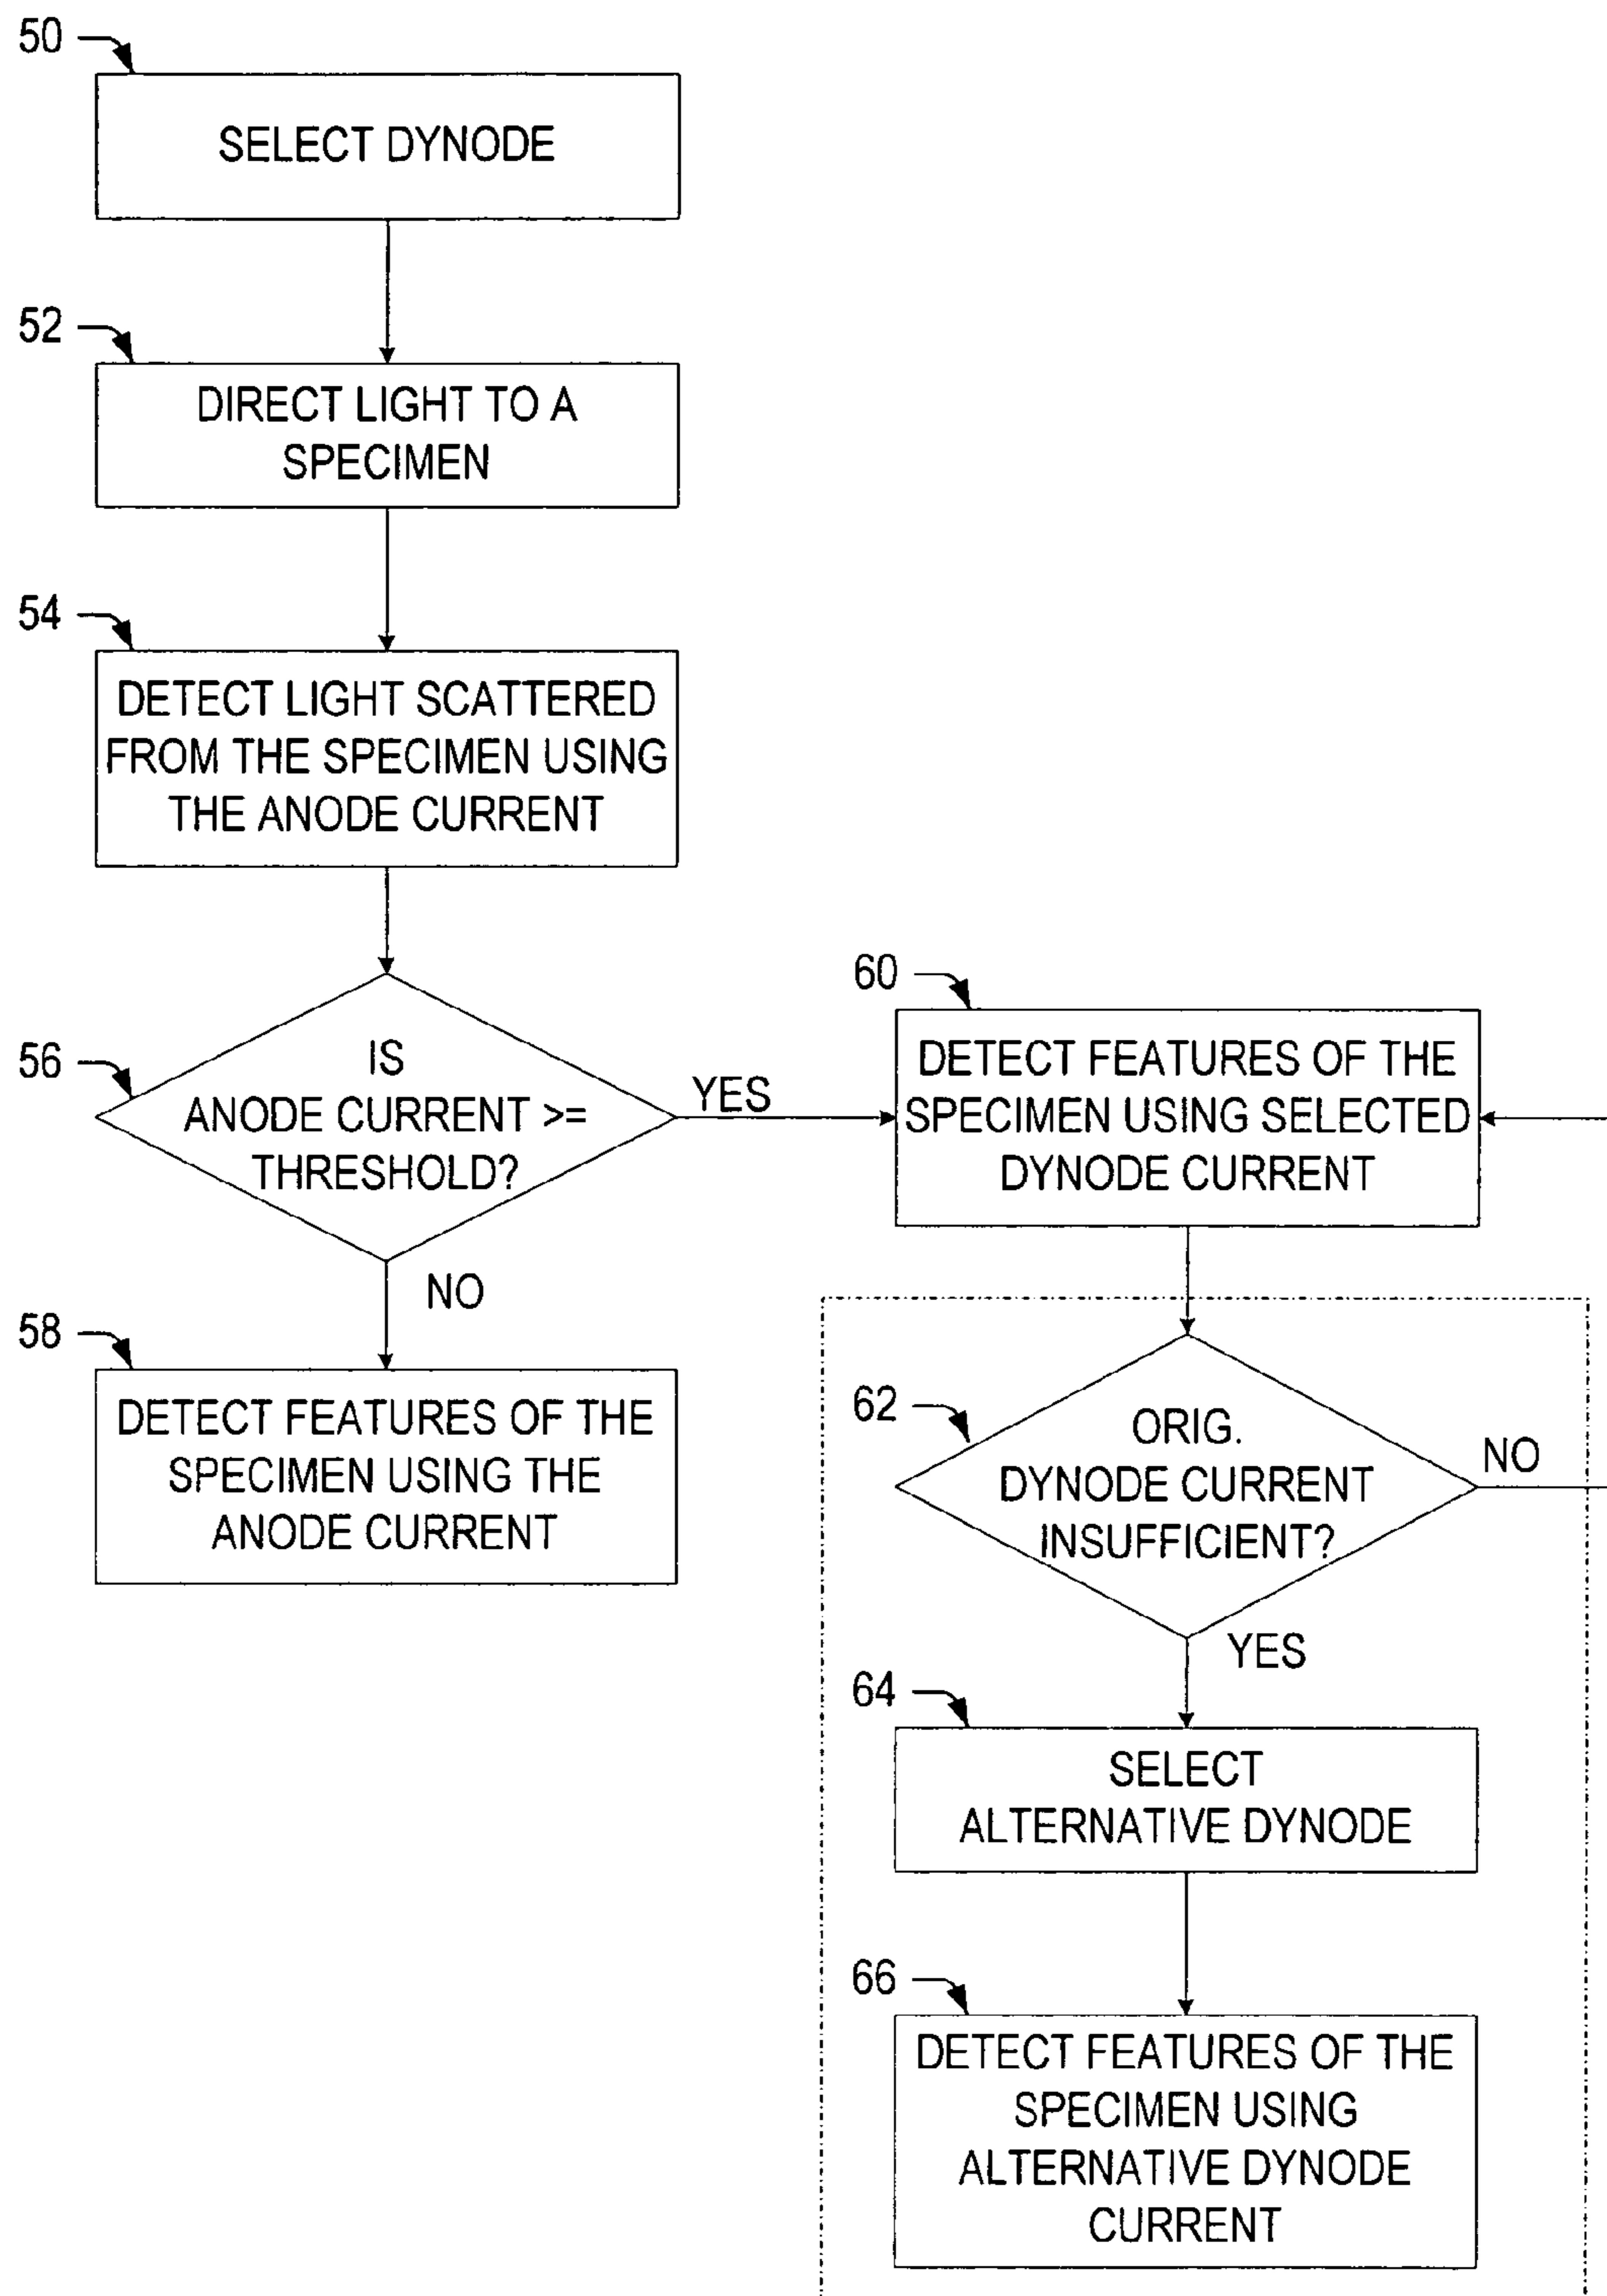 50
SELECT DYNODE
52
DIRECT LIGHT TO A
SPECIMEN
54
DETECT LIGHT SCATTERED
FROM THE SPECIMEN USING
THE ANODE CURRENT
56
IS
ANODE CURRENT >=
THRESHOLD?
YES
NO
58
DETECT FEATURES OF THE
SPECIMEN USING THE
ANODE CURRENT
60
DETECT FEATURES OF THE
SPECIMEN USING SELECTED
DYNODE CURRENT
62
ORIG.
DYNODE CURRENT
INSUFFICIENT?
NO
YES
64
SELECT
ALTERNATIVE DYNODE
66
DETECT FEATURES OF THE
SPECIMEN USING
ALTERNATIVE DYNODE
CURRENT